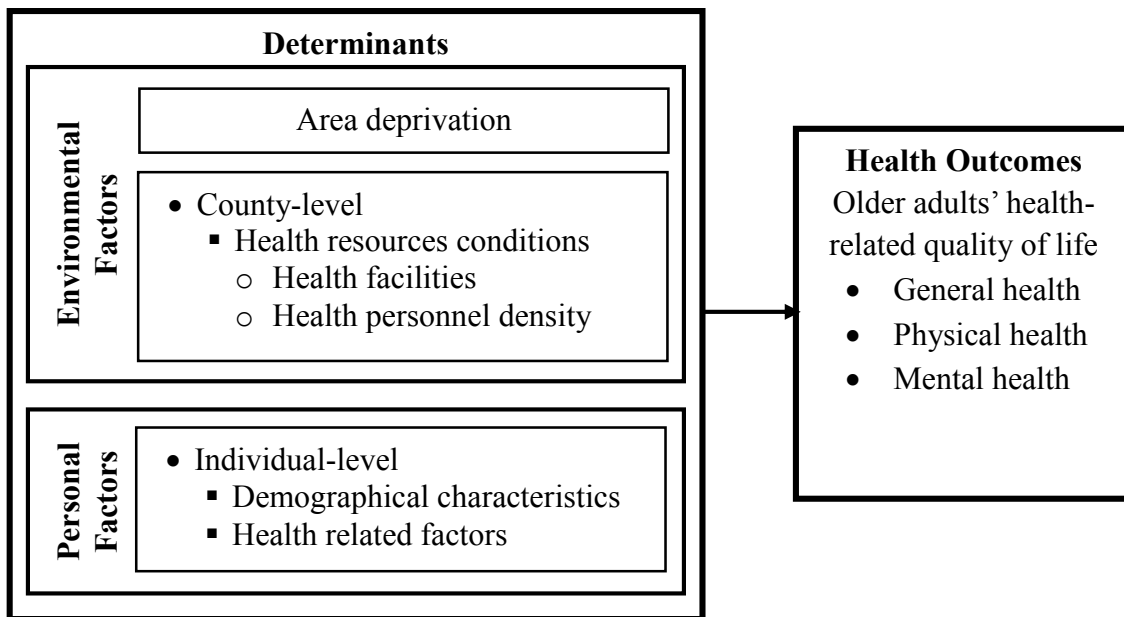 Determinants
Environmental
Factors
Area deprivation
• County-level
▪ Health resources conditions
o Health facilities
o Health personnel density
Personal
Factors
• Individual-level
▪ Demographical characteristics
▪ Health related factors
Health Outcomes
Older adults’ health-
related quality of life
• General health
• Physical health
• Mental health